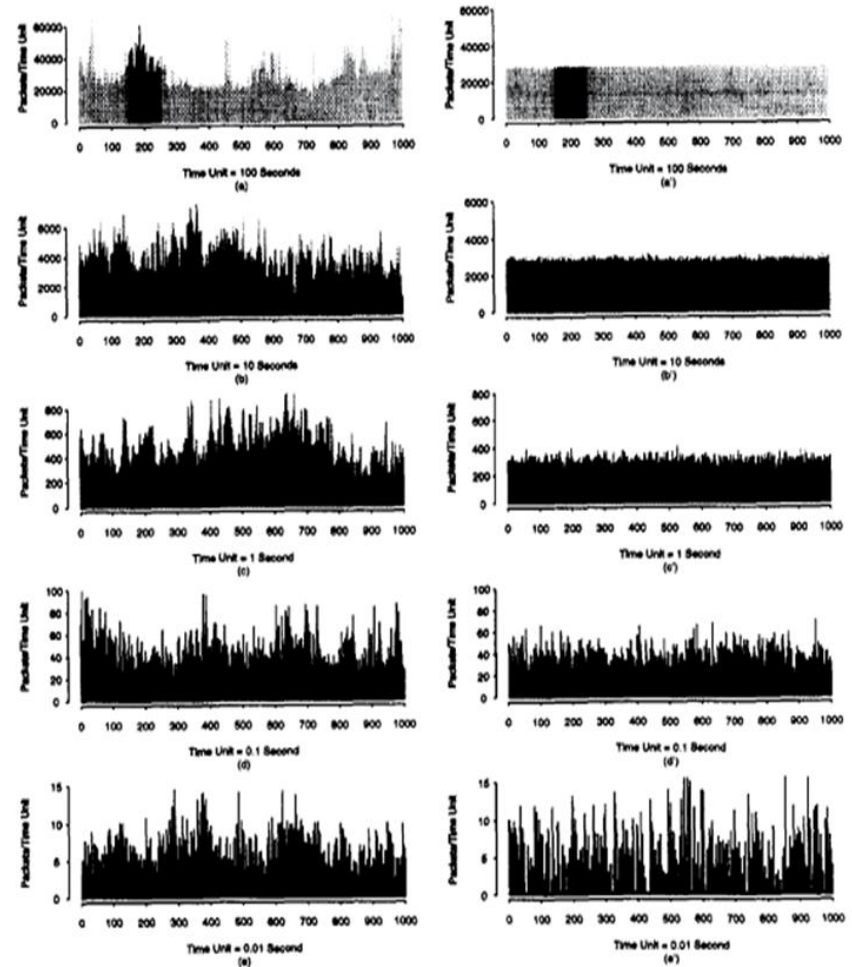 Packets/Time Unit
60000
40000
20000
0
0 100 200 300 400 500 600 700 800 900 1000
Time Unit = 100 Seconds
(a)
Packets/Time Unit
60000
40000
20000
0
0 100 200 300 400 500 600 700 800 900 1000
Time Unit = 100 Seconds
(a')
Packets/Time Unit
6000
4000
2000
0
0 100 200 300 400 500 600 700 800 900 1000
Time Unit = 10 Seconds
(b)
Packets/Time Unit
6000
4000
2000
0
0 100 200 300 400 500 600 700 800 900 1000
Time Unit = 10 Seconds
(b')
Packets/Time Unit
800
600
400
200
0
0 100 200 300 400 500 600 700 800 900 1000
Time Unit = 1 Second
(c)
Packets/Time Unit
800
600
400
200
0
0 100 200 300 400 500 600 700 800 900 1000
Time Unit = 1 Second
(c')
Packets/Time Unit
100
80
60
40
20
0
0 100 200 300 400 500 600 700 800 900 1000
Time Unit = 0.1 Second
(d)
Packets/Time Unit
100
80
60
40
20
0
0 100 200 300 400 500 600 700 800 900 1000
Time Unit = 0.1 Second
(d')
Packets/Time Unit
15
10
5
0
0 100 200 300 400 500 600 700 800 900 1000
Time Unit = 0.01 Second
(e)
Packets/Time Unit
15
10
5
0
0 100 200 300 400 500 600 700 800 900 1000
Time Unit = 0.01 Second
(e')